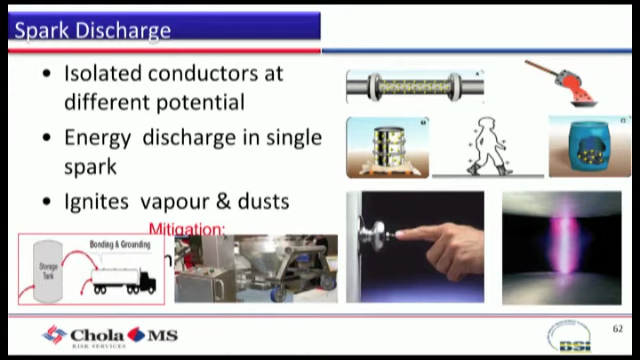 Spark Discharge
• Isolated conductors at
different potential
• Energy discharge in single
spark
• Ignites vapour & dusts
Mitigation:
Bonding & Grounding
Storage
Tank
Chola MS
RISK SERVICES
BSI
62